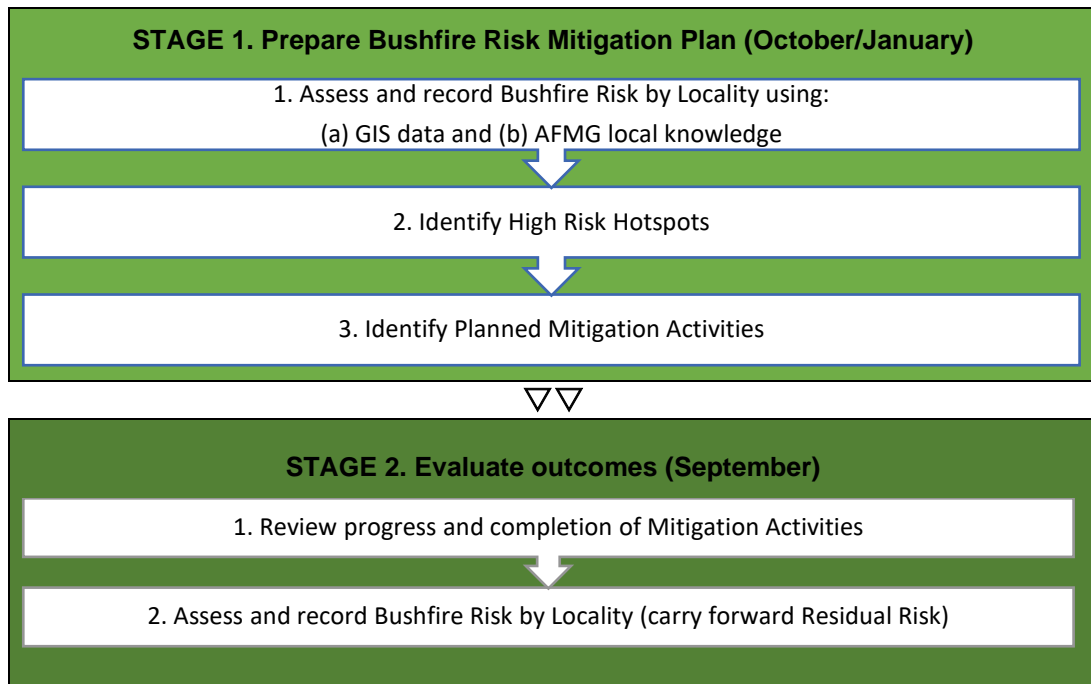 STAGE 1. Prepare Bushfire Risk Mitigation Plan (October/January)
1. Assess and record Bushfire Risk by Locality using:
(a) GIS data and (b) AFMG local knowledge
2. Identify High Risk Hotspots
3. Identify Planned Mitigation Activities
STAGE 2. Evaluate outcomes (September)
1. Review progress and completion of Mitigation Activities
2. Assess and record Bushfire Risk by Locality (carry forward Residual Risk)